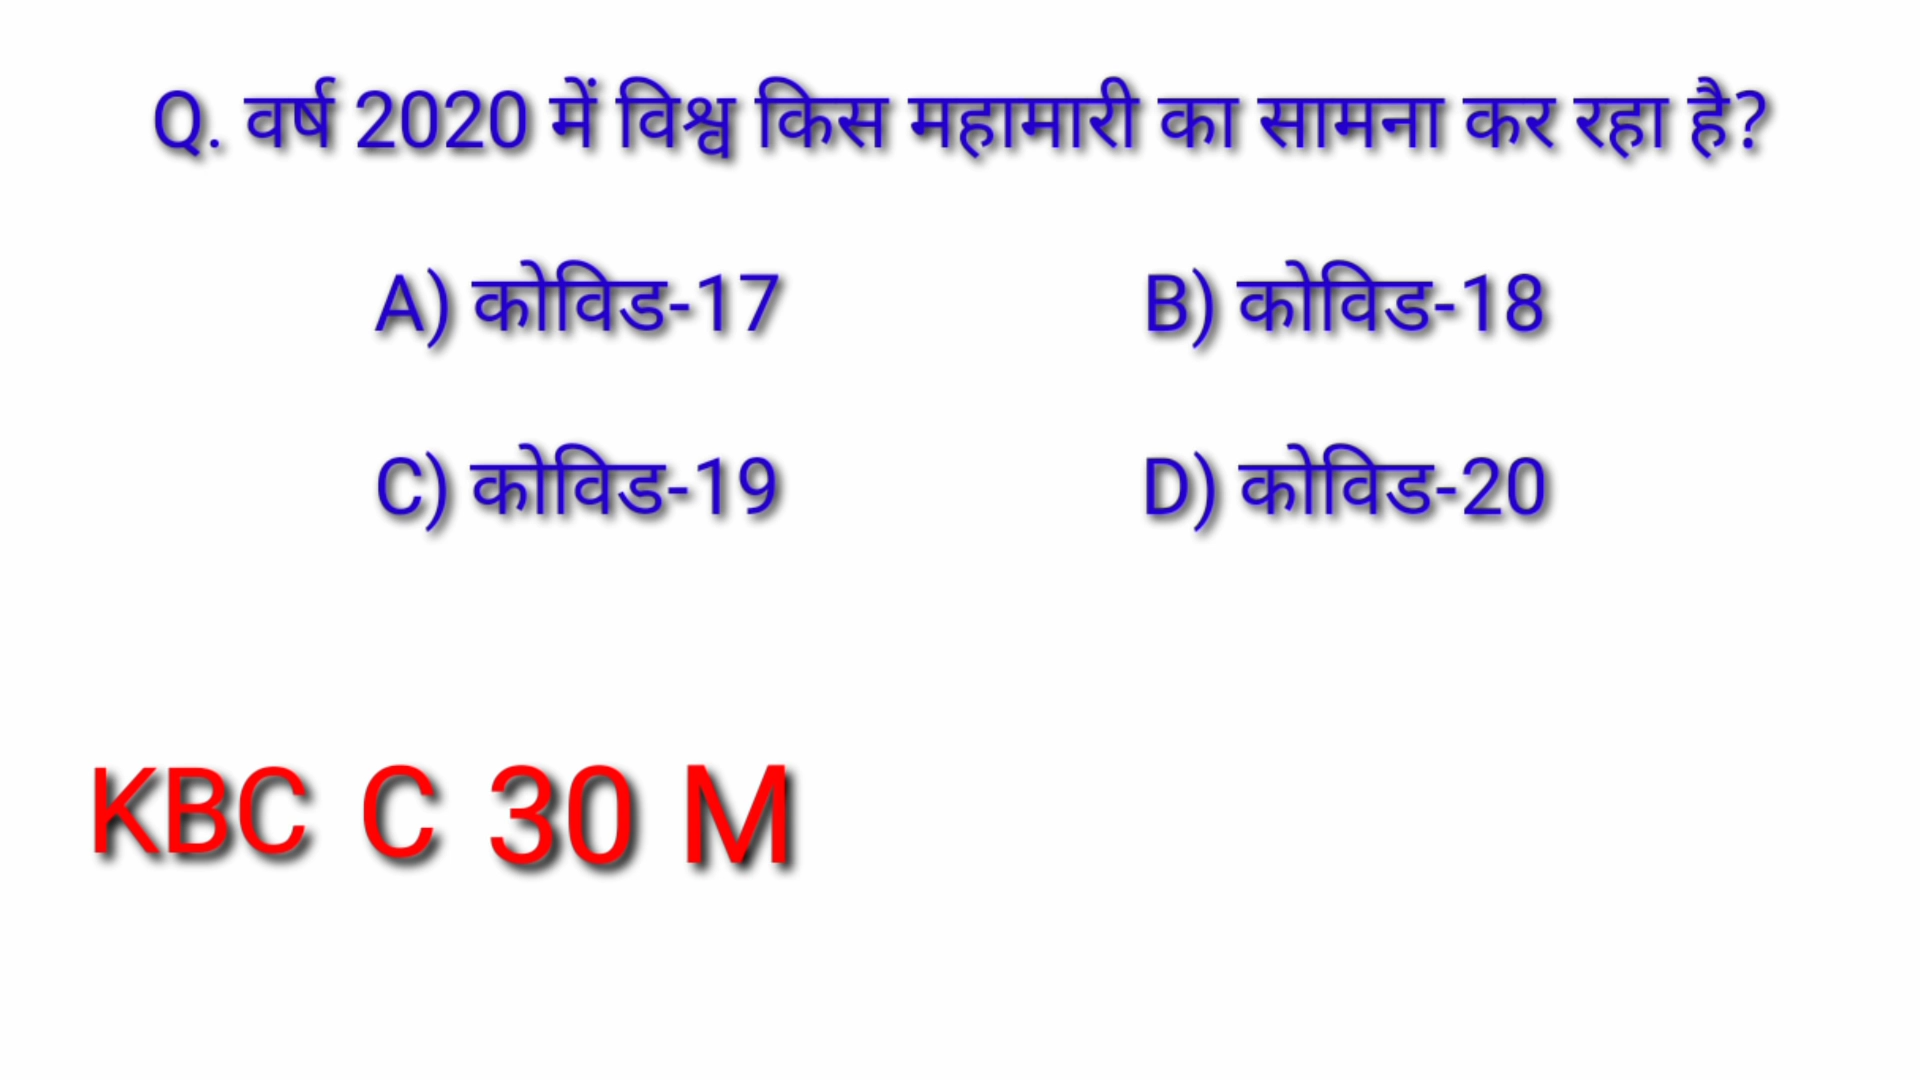 Q. वर्ष 2020 में विश्व किस महामारी का सामना कर रहा है?
A) कोविड-17 B) कोविड-18
C) कोविड-19 D) कोविड-20
KBC C 30 M